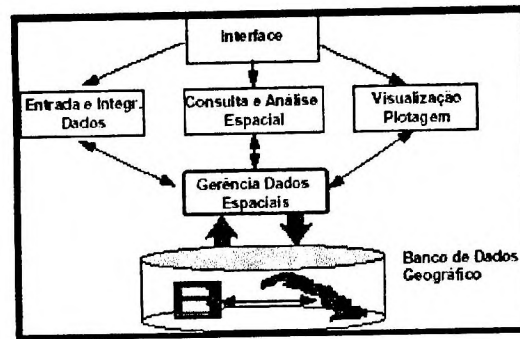 Interface
Entrada e Integr.
Dados
Consulta e Análise
Espacial
Visualização
Plotagem
Gerência Dados
Espaciais
Banco de Dados
Geográfico